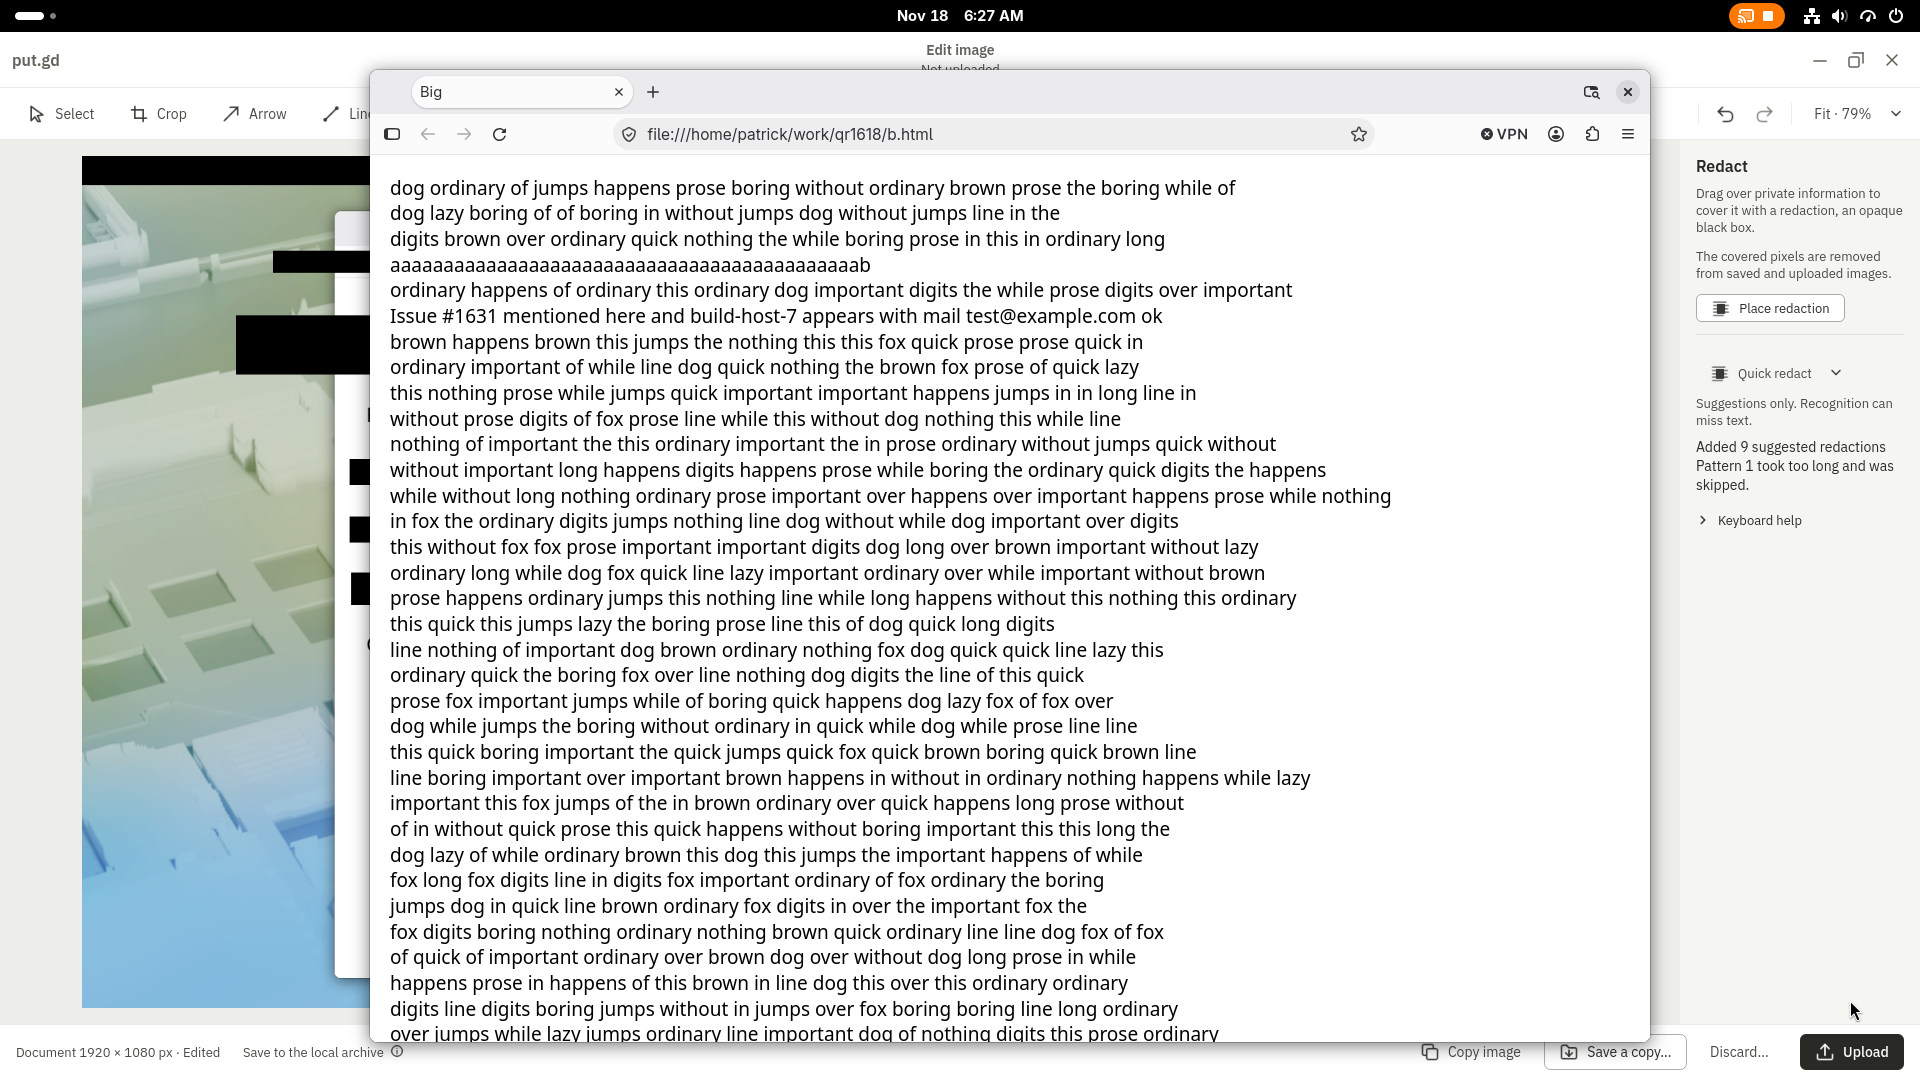 Nov 18 6:27 AM
put.gd
Edit image
Select
Crop
Arrow
Fit · 79%
Big
file:///home/patrick/work/qr1618/b.html
VPN
dog ordinary of jumps happens prose boring without ordinary brown prose the boring while of
dog lazy boring of of boring in without jumps dog without jumps line in the
digits brown over ordinary quick nothing the while boring prose in this in ordinary long
aaaaaaaaaaaaaaaaaaaaaaaaaaaaaaaaaaaaaaaaaaaab
ordinary happens of ordinary this ordinary dog important digits the while prose digits over important
Issue #1631 mentioned here and build-host-7 appears with mail test@example.com ok
brown happens brown this jumps the nothing this this fox quick prose prose quick in
ordinary important of while line dog quick nothing the brown fox prose of quick lazy
this nothing prose while jumps quick important important happens jumps in in long line in
without prose digits of fox prose line while this without dog nothing this while line
nothing of important the this ordinary important the in prose ordinary without jumps quick without
without important long happens digits happens prose while boring the ordinary quick digits the happens
while without long nothing ordinary prose important over happens over important happens prose while nothing
in fox the ordinary digits jumps nothing line dog without while dog important over digits
this without fox fox prose important important digits dog long over brown important without lazy
ordinary long while dog fox quick line lazy important ordinary over while important without brown
prose happens ordinary jumps this nothing line while long happens without this nothing this ordinary
this quick this jumps lazy the boring prose line this of dog quick long digits
line nothing of important dog brown ordinary nothing fox dog quick quick line lazy this
ordinary quick the boring fox over line nothing dog digits the line of this quick
prose fox important jumps while of boring quick happens dog lazy fox of fox over
dog while jumps the boring without ordinary in quick while dog while prose line line
this quick boring important the quick jumps quick fox quick brown boring quick brown line
line boring important over important brown happens in without in ordinary nothing happens while lazy
important this fox jumps of the in brown ordinary over quick happens long prose without
of in without quick prose this quick happens without boring important this this long the
dog lazy of while ordinary brown this dog this jumps the important happens of while
fox long fox digits line in digits fox important ordinary of fox ordinary the boring
jumps dog in quick line brown ordinary fox digits in over the important fox the
fox digits boring nothing ordinary nothing brown quick ordinary line line dog fox of fox
of quick of important ordinary over brown dog over without dog long prose in while
happens prose in happens of this brown in line dog this over this ordinary ordinary
digits line digits boring jumps without in jumps over fox boring boring line long ordinary
over jumps while lazy jumps ordinary line important dog of nothing digits this prose ordinary
Redact
Drag over private information to
cover it with a redaction, an opaque
black box.
The covered pixels are removed
from saved and uploaded images.
Place redaction
Quick redact
Suggestions only. Recognition can
miss text.
Added 9 suggested redactions
Pattern 1 took too long and was
skipped.
Keyboard help
Document 1920 × 1080 px · Edited
Save to the local archive
Copy image
Save a copy...
Discard...
Upload